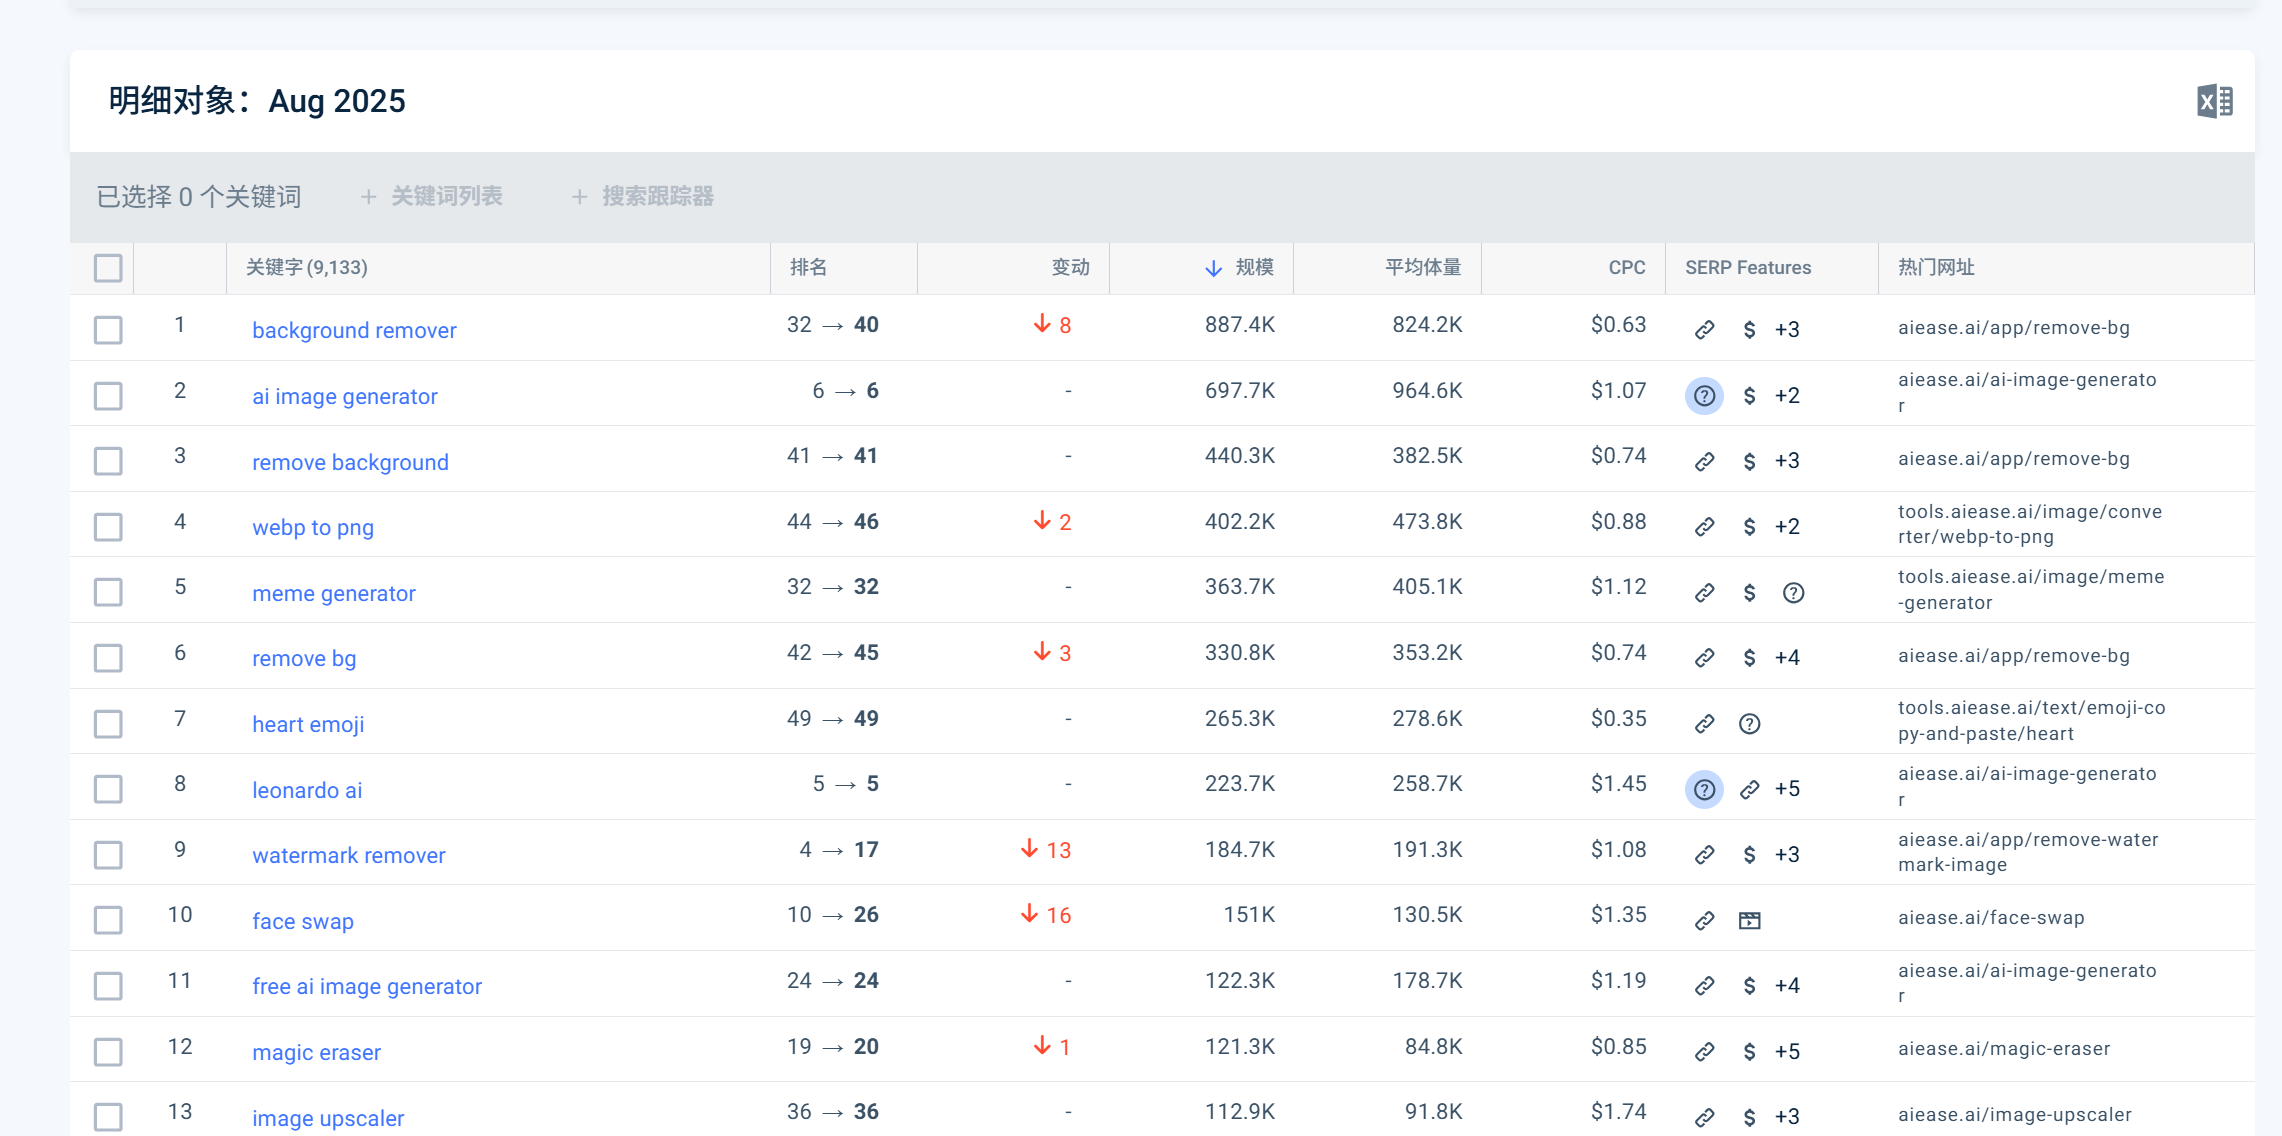 明细对象：Aug 2025
已选择 0 个关键词 + 关键词列表 + 搜索跟踪器
关键字 (9,133) 排名 变动 规模 平均体量 CPC SERP Features 热门网址
1 background remover 32 → 40 ↓ 8 887.4K 824.2K $0.63 $ +3 aiease.ai/app/remove-bg
2 ai image generator 6 → 6 - 697.7K 964.6K $1.07 ? $ +2 aiease.ai/ai-image-generato
r
3 remove background 41 → 41 - 440.3K 382.5K $0.74 $ +3 aiease.ai/app/remove-bg
4 webp to png 44 → 46 ↓ 2 402.2K 473.8K $0.88 $ +2 tools.aiease.ai/image/conve
rter/webp-to-png
5 meme generator 32 → 32 - 363.7K 405.1K $1.12 $ ? tools.aiease.ai/image/meme
-generator
6 remove bg 42 → 45 ↓ 3 330.8K 353.2K $0.74 $ +4 aiease.ai/app/remove-bg
7 heart emoji 49 → 49 - 265.3K 278.6K $0.35 ? tools.aiease.ai/text/emoji-co
py-and-paste/heart
8 leonardo ai 5 → 5 - 223.7K 258.7K $1.45 ? +5 aiease.ai/ai-image-generato
r
9 watermark remover 4 → 17 ↓ 13 184.7K 191.3K $1.08 $ +3 aiease.ai/app/remove-water
mark-image
10 face swap 10 → 26 ↓ 16 151K 130.5K $1.35 aiease.ai/face-swap
11 free ai image generator 24 → 24 - 122.3K 178.7K $1.19 $ +4 aiease.ai/ai-image-generato
r
12 magic eraser 19 → 20 ↓ 1 121.3K 84.8K $0.85 $ +5 aiease.ai/magic-eraser
13 image upscaler 36 → 36 - 112.9K 91.8K $1.74 $ +3 aiease.ai/image-upscaler